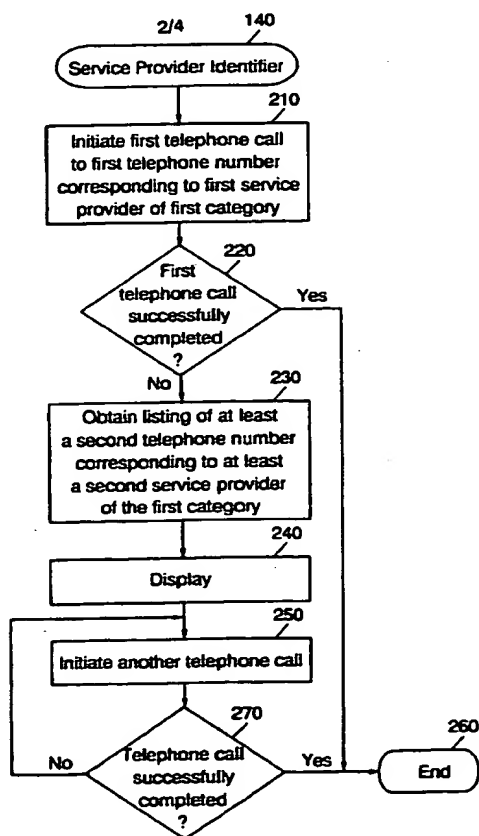 2/4
140
Service Provider Identifier
210
Initiate first telephone call
to first telephone number
corresponding to first service
provider of first category
220
First
telephone call
successfully
completed
?
Yes
No
230
Obtain listing of at least
a second telephone number
corresponding to at least
a second service provider
of the first category
240
Display
250
Initiate another telephone call
270
Telephone call
successfully
completed
?
No
Yes
260
End